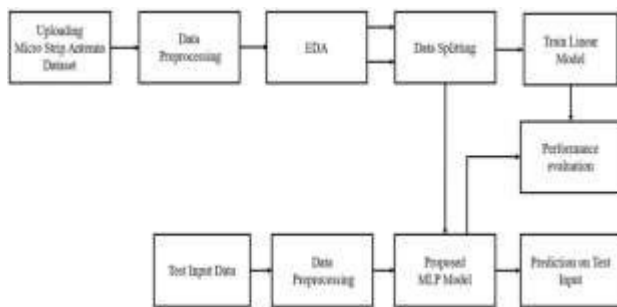 Uploading
Micro Strip Antenna
Dataset
Data
Preprocessing
EDA
Data Splitting
Train Linear
Model
Performance
evaluation
Test Input Data
Data
Preprocessing
Proposed
MLP Model
Prediction on Test
Input